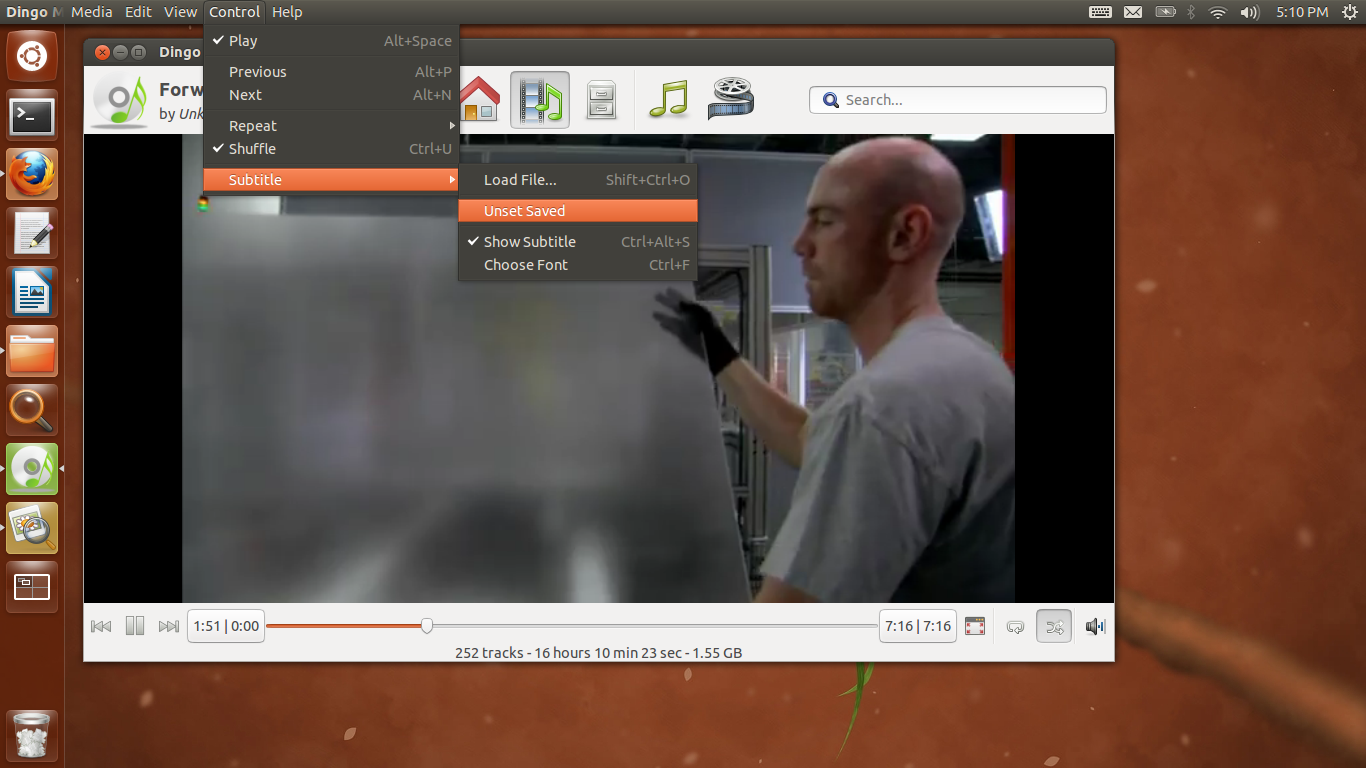 Dingo M Media Edit View Control Help 5:10 PM
Play Alt+Space
Dingo
Previous Alt+P
Forw
Next Alt+N
Search...
by Unk
Repeat
Shuffle Ctrl+U
Subtitle
Load File... Shift+Ctrl+O
Unset Saved
Show Subtitle Ctrl+Alt+S
Choose Font Ctrl+F
1:51 | 0:00 7:16 | 7:16
252 tracks - 16 hours 10 min 23 sec - 1.55 GB